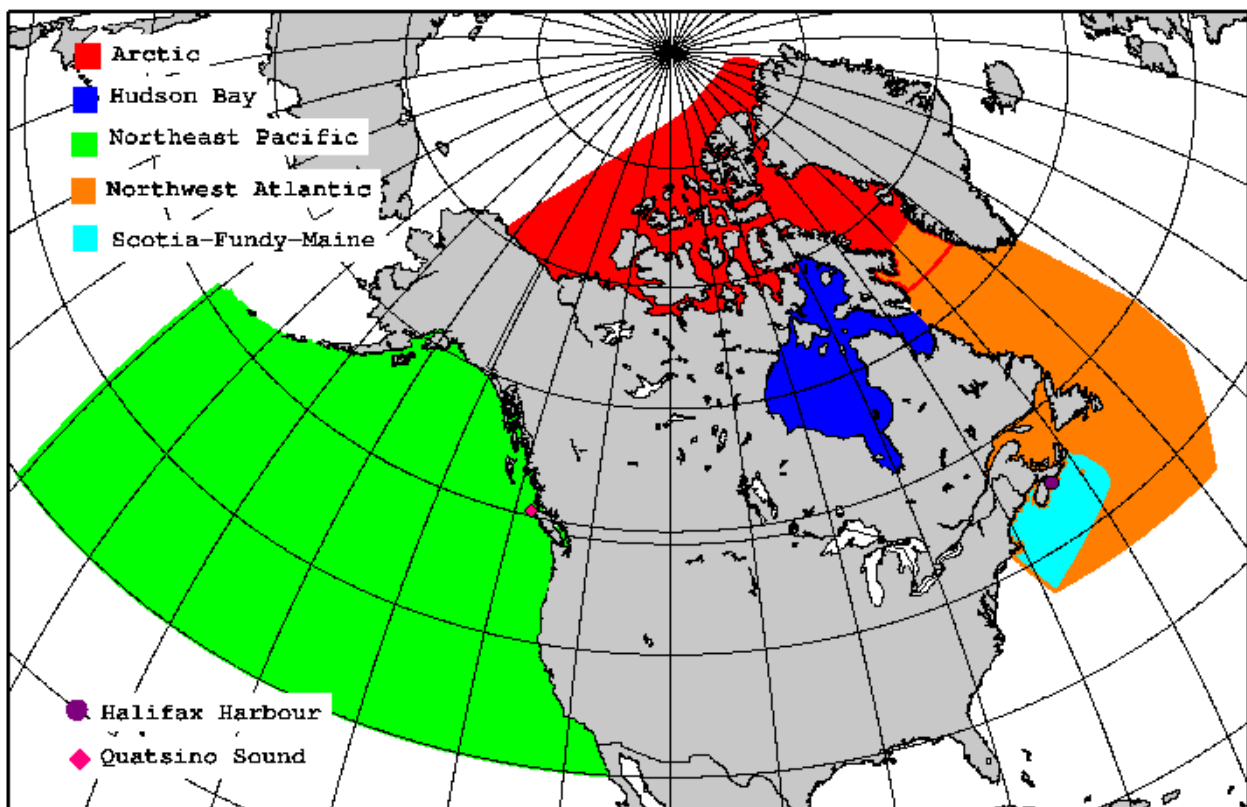 Arctic
Hudson Bay
Northeast Pacific
Northwest Atlantic
Scotia-Fundy-Maine
Halifax Harbour
Quatsino Sound